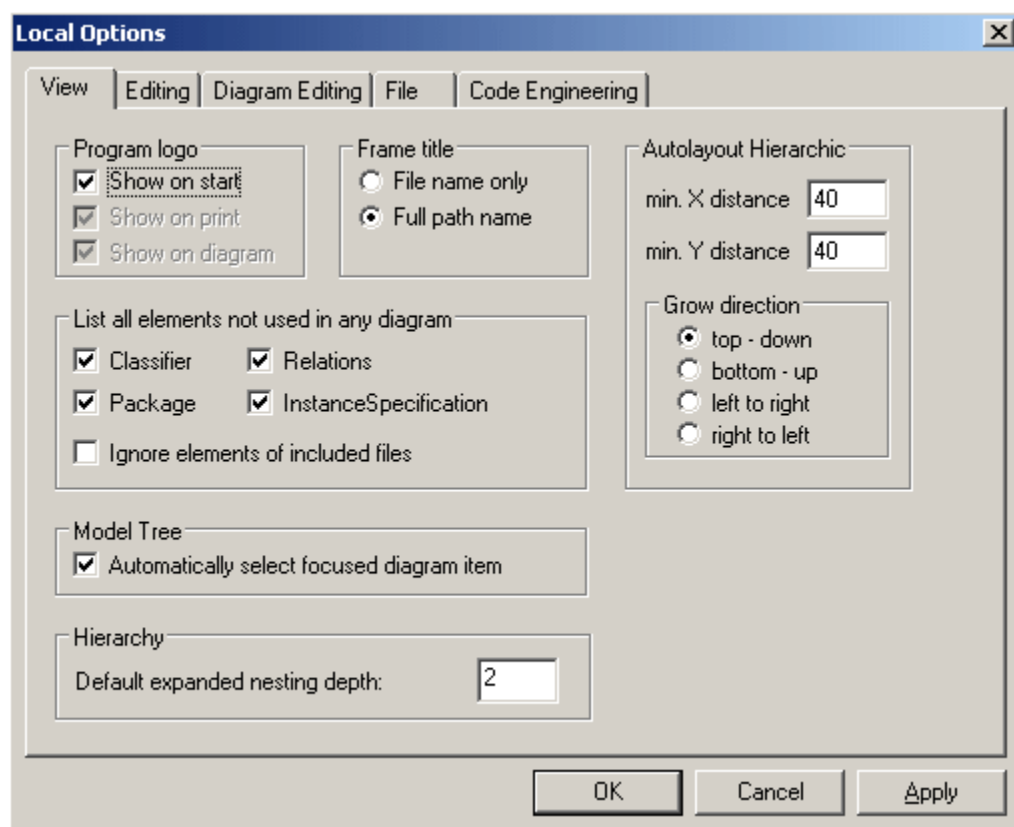 Local Options
View
Editing
Diagram Editing
File
Code Engineering
Program logo
Show on start
Show on print
Show on diagram
Frame title
File name only
Full path name
Autolayout Hierarchic
min. X distance 40
min. Y distance 40
Grow direction
top - down
bottom - up
left to right
right to left
List all elements not used in any diagram
Classifier
Relations
Package
InstanceSpecification
Ignore elements of included files
Model Tree
Automatically select focused diagram item
Hierarchy
Default expanded nesting depth: 2
OK
Cancel
Apply